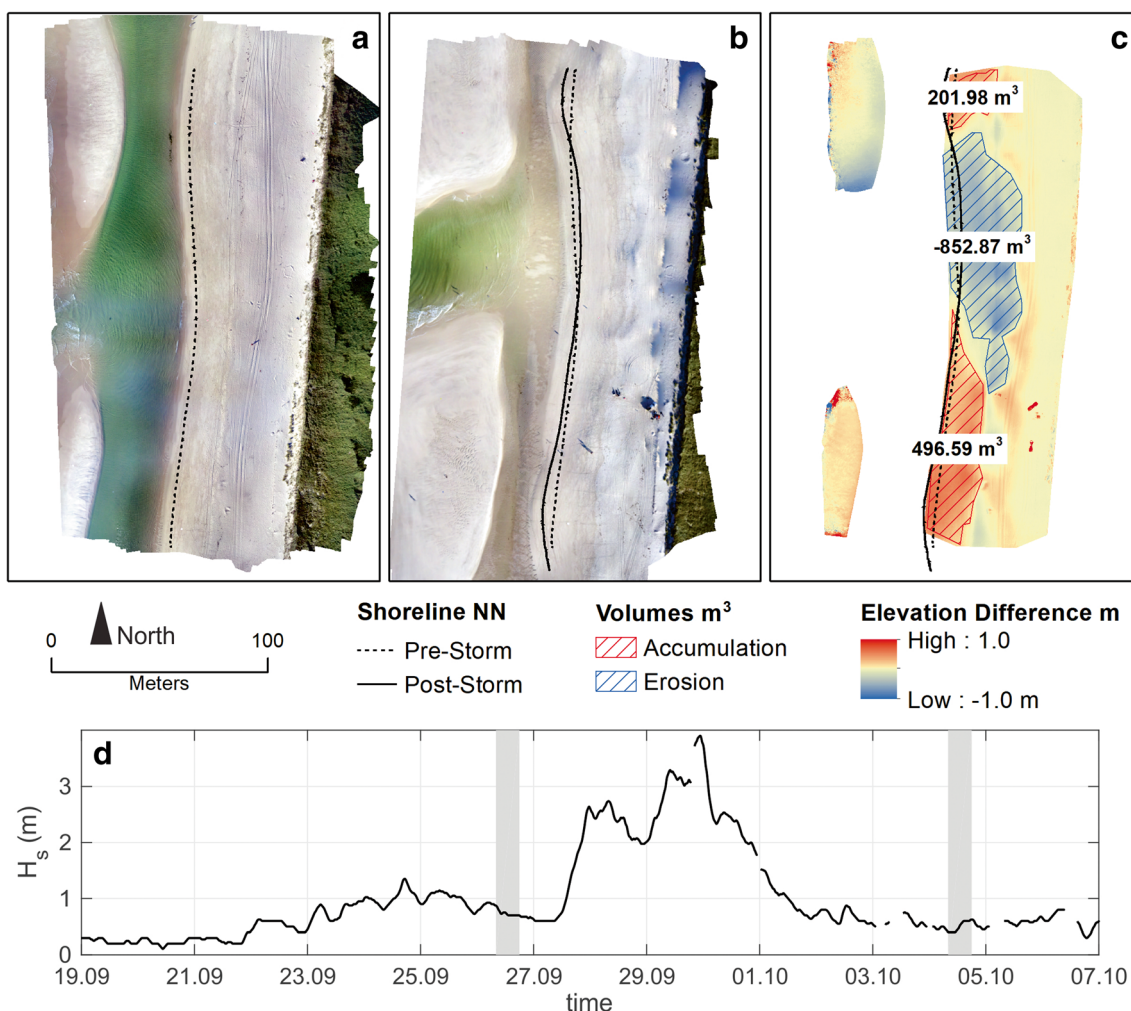 a
b
c
201.98 m³
-852.87 m³
496.59 m³
0 100
North
Meters
Shoreline NN
Pre-Storm
Post-Storm
Volumes m³
Accumulation
Erosion
Elevation Difference m
High : 1.0
Low : -1.0 m
d
3
2
1
0
Hₛ (m)
19.09 21.09 23.09 25.09 27.09 29.09 01.10 03.10 05.10 07.10
time